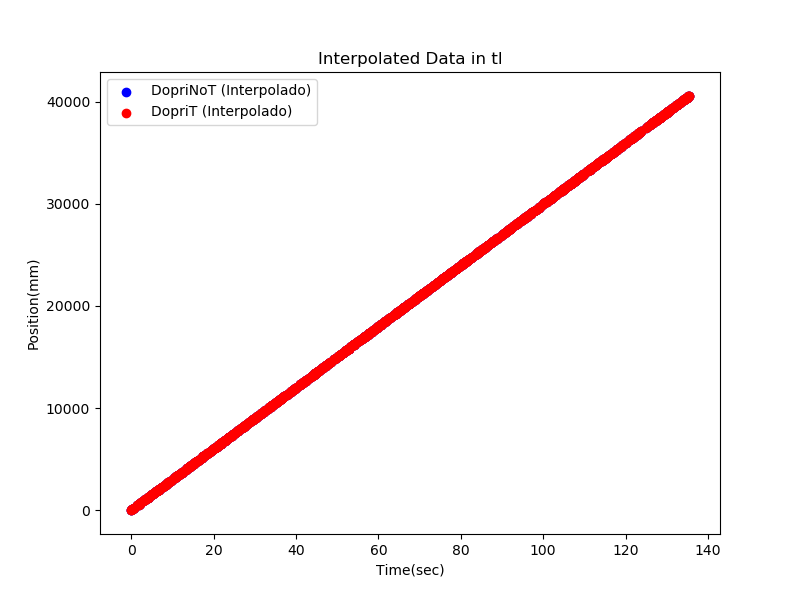 Interpolated Data in tl
DopriNoT (Interpolado)
DopriT (Interpolado)
40000
30000
20000
10000
0
Position(mm)
0 20 40 60 80 100 120 140
Time(sec)